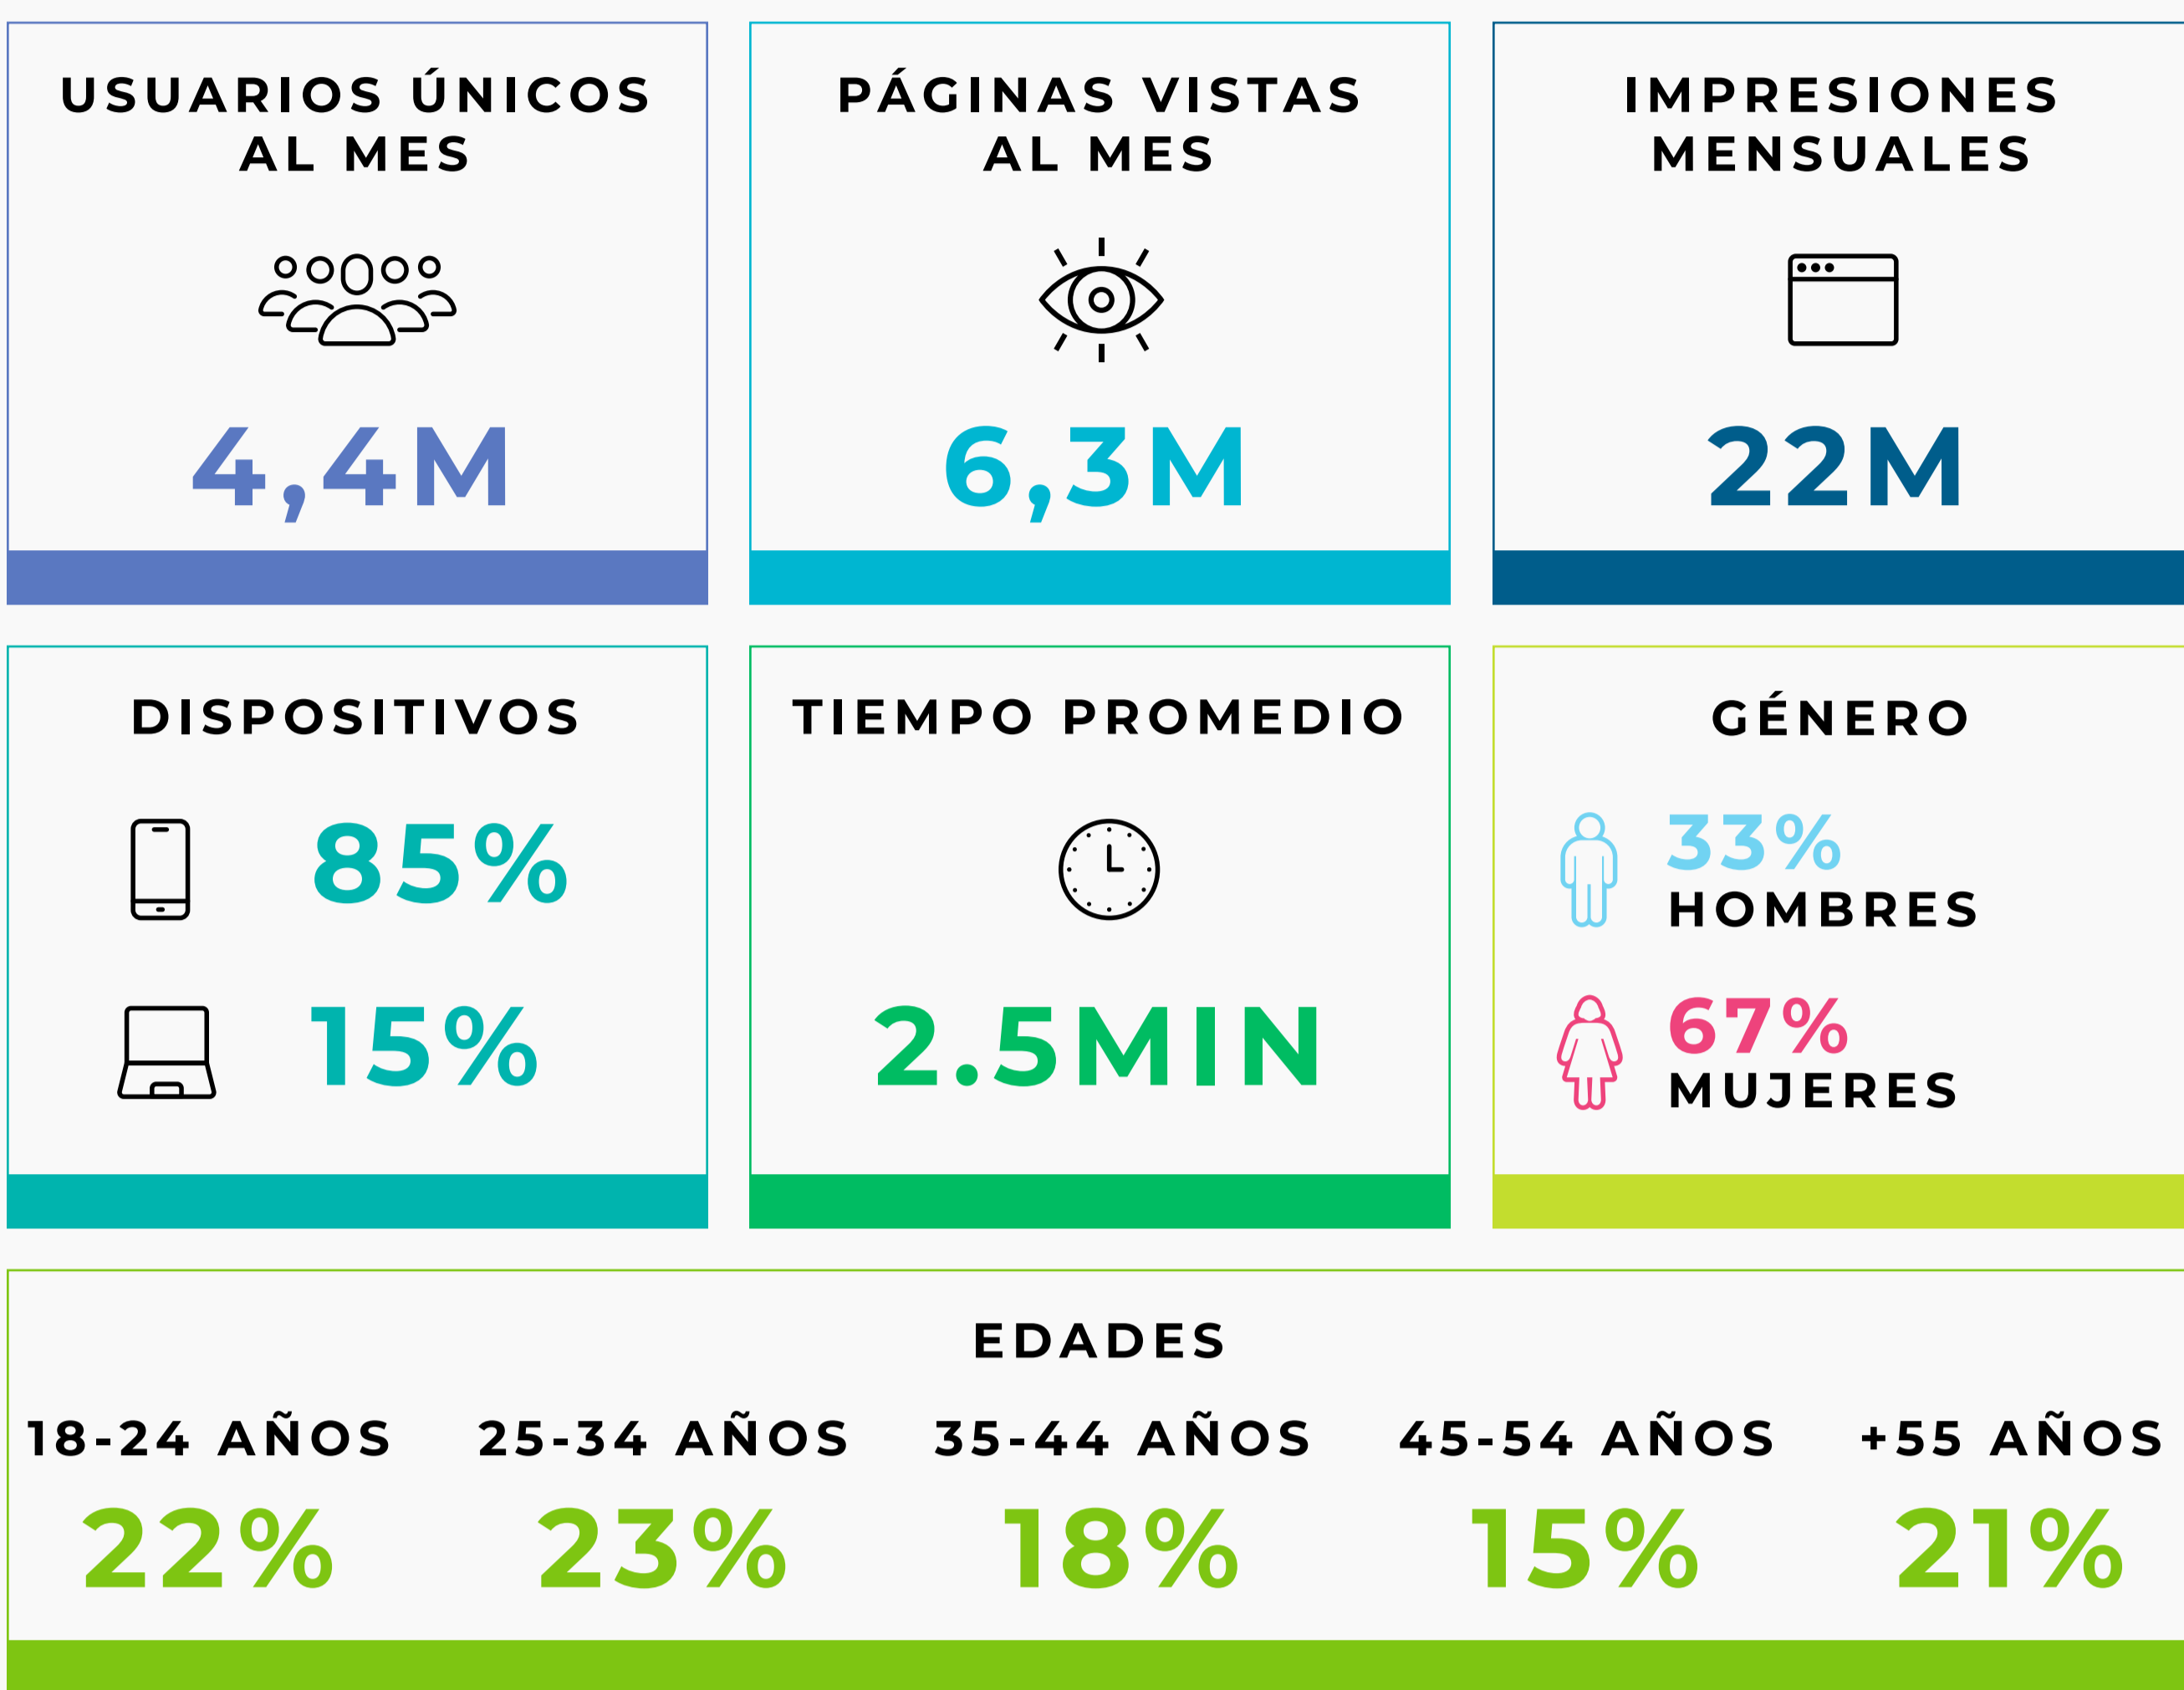 USUARIOS ÚNICOS
AL MES
4,4M
PÁGINAS VISTAS
AL MES
6,3M
IMPRESIONES
MENSUALES
22M
DISPOSITIVOS
85%
15%
TIEMPO PROMEDIO
2.5MIN
GÉNERO
33%
HOMBRES
67%
MUJERES
EDADES
18-24 AÑOS
22%
25-34 AÑOS
23%
35-44 AÑOS
18%
45-54 AÑOS
15%
+55 AÑOS
21%